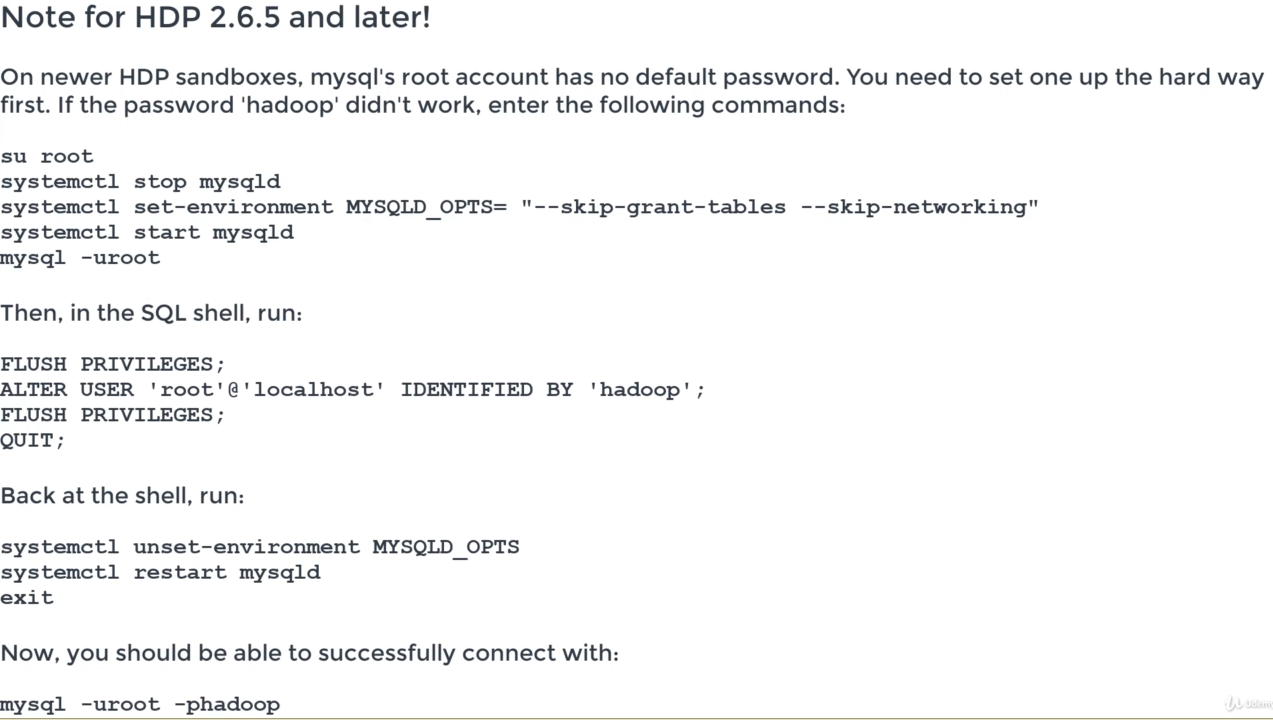 Note for HDP 2.6.5 and later!
On newer HDP sandboxes, mysql's root account has no default password. You need to set one up the hard way
first. If the password 'hadoop' didn't work, enter the following commands:
su root
systemctl stop mysqld
systemctl set-environment MYSQLD_OPTS= "--skip-grant-tables --skip-networking"
systemctl start mysqld
mysql -uroot
Then, in the SQL shell, run:
FLUSH PRIVILEGES;
ALTER USER 'root'@'localhost' IDENTIFIED BY 'hadoop';
FLUSH PRIVILEGES;
QUIT;
Back at the shell, run:
systemctl unset-environment MYSQLD_OPTS
systemctl restart mysqld
exit
Now, you should be able to successfully connect with:
mysql -uroot -phadoop
Udemy